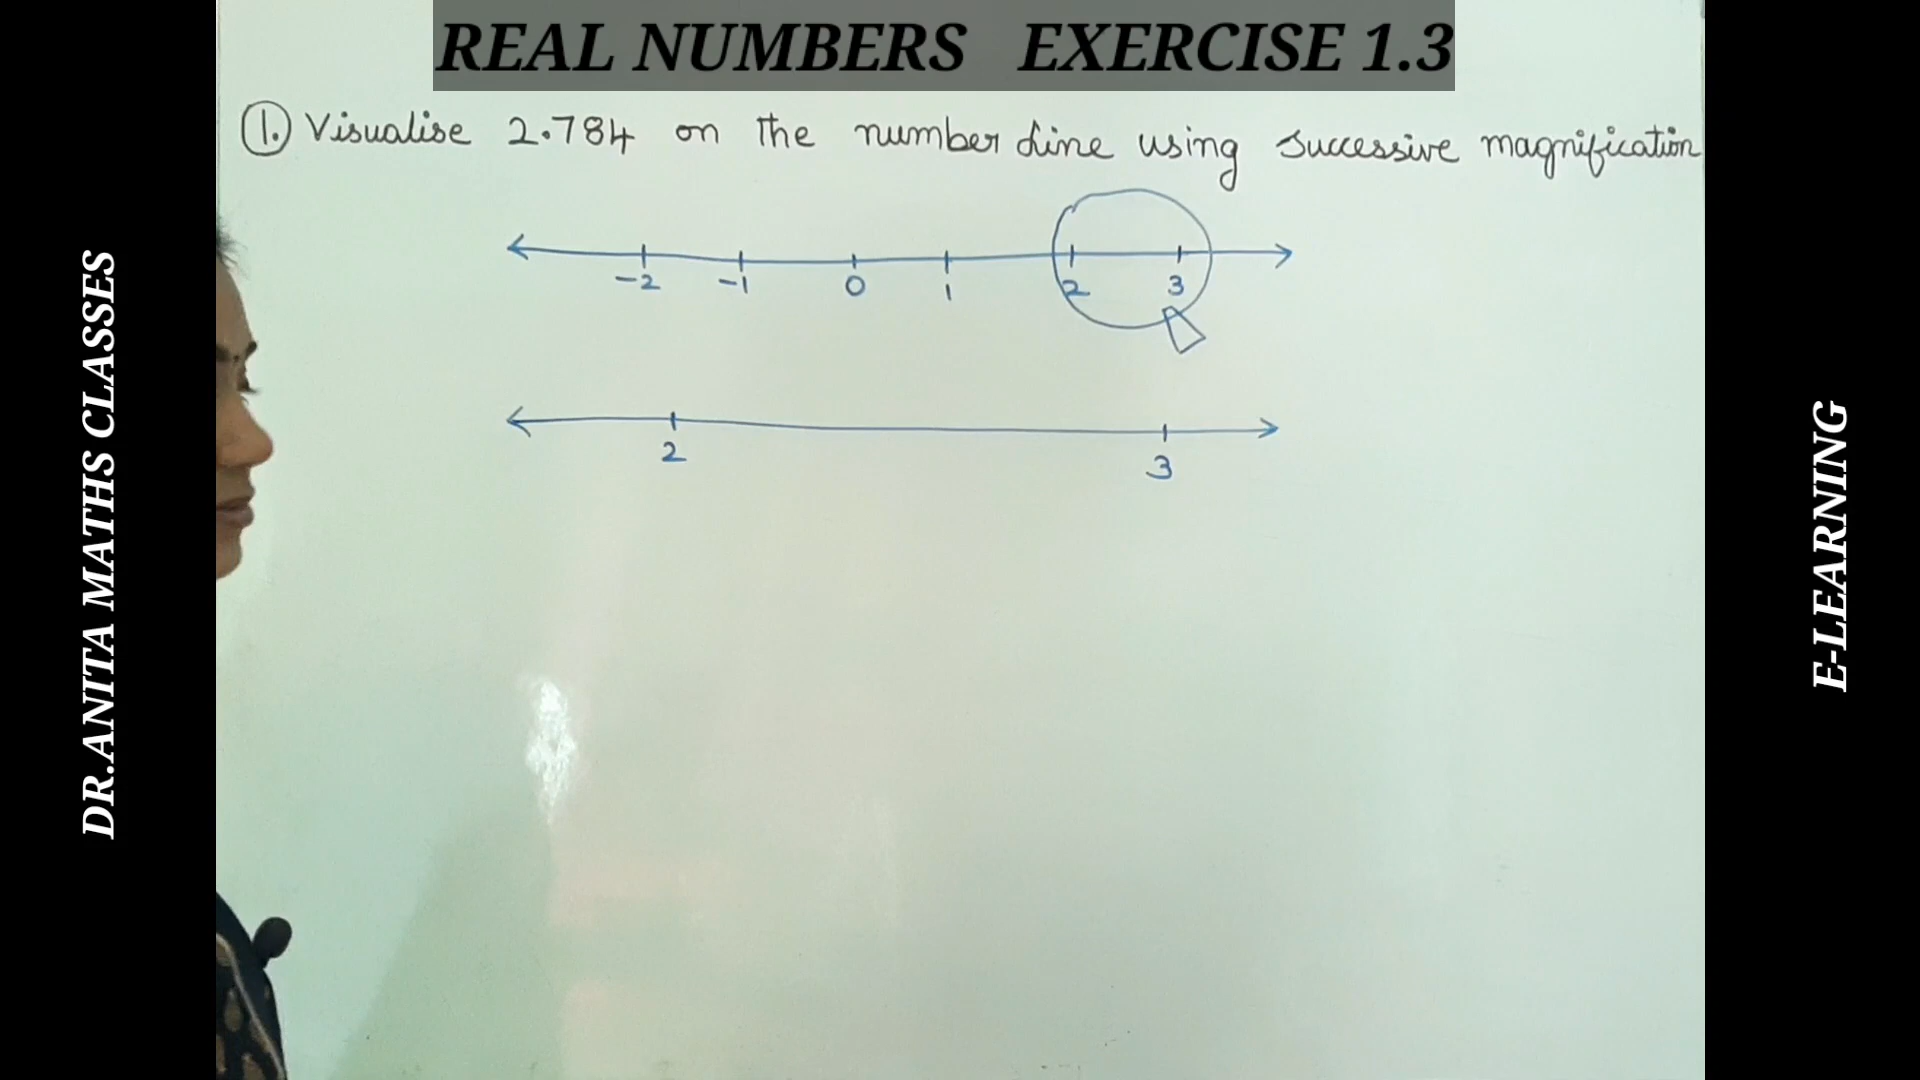 REAL NUMBERS EXERCISE 1.3
1. Visualise 2.784 on the number line using successive magnification
-2 -1 0 1 2 3
2 3
DR.ANITA MATHS CLASSES
E-LEARNING